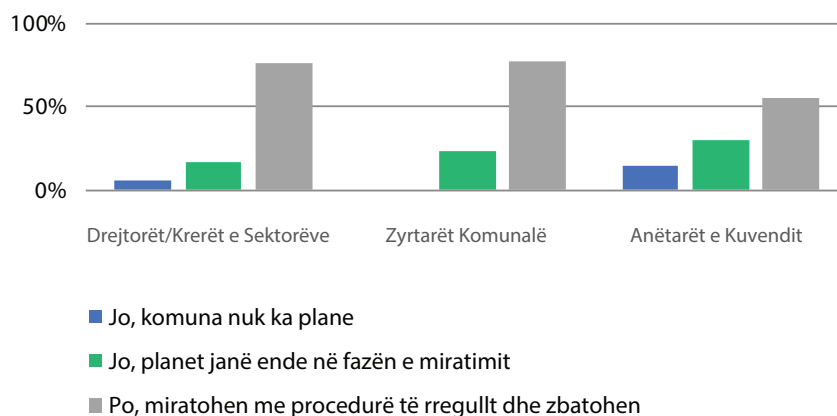 100%
50%
0%
Drejtorët/Krerët e Sektorëve
Zyrtarët Komunalë
Anëtarët e Kuvendit
Jo, komuna nuk ka plane
Jo, planet janë ende në fazën e miratimit
Po, miratohen me procedurë të rregullt dhe zbatohen